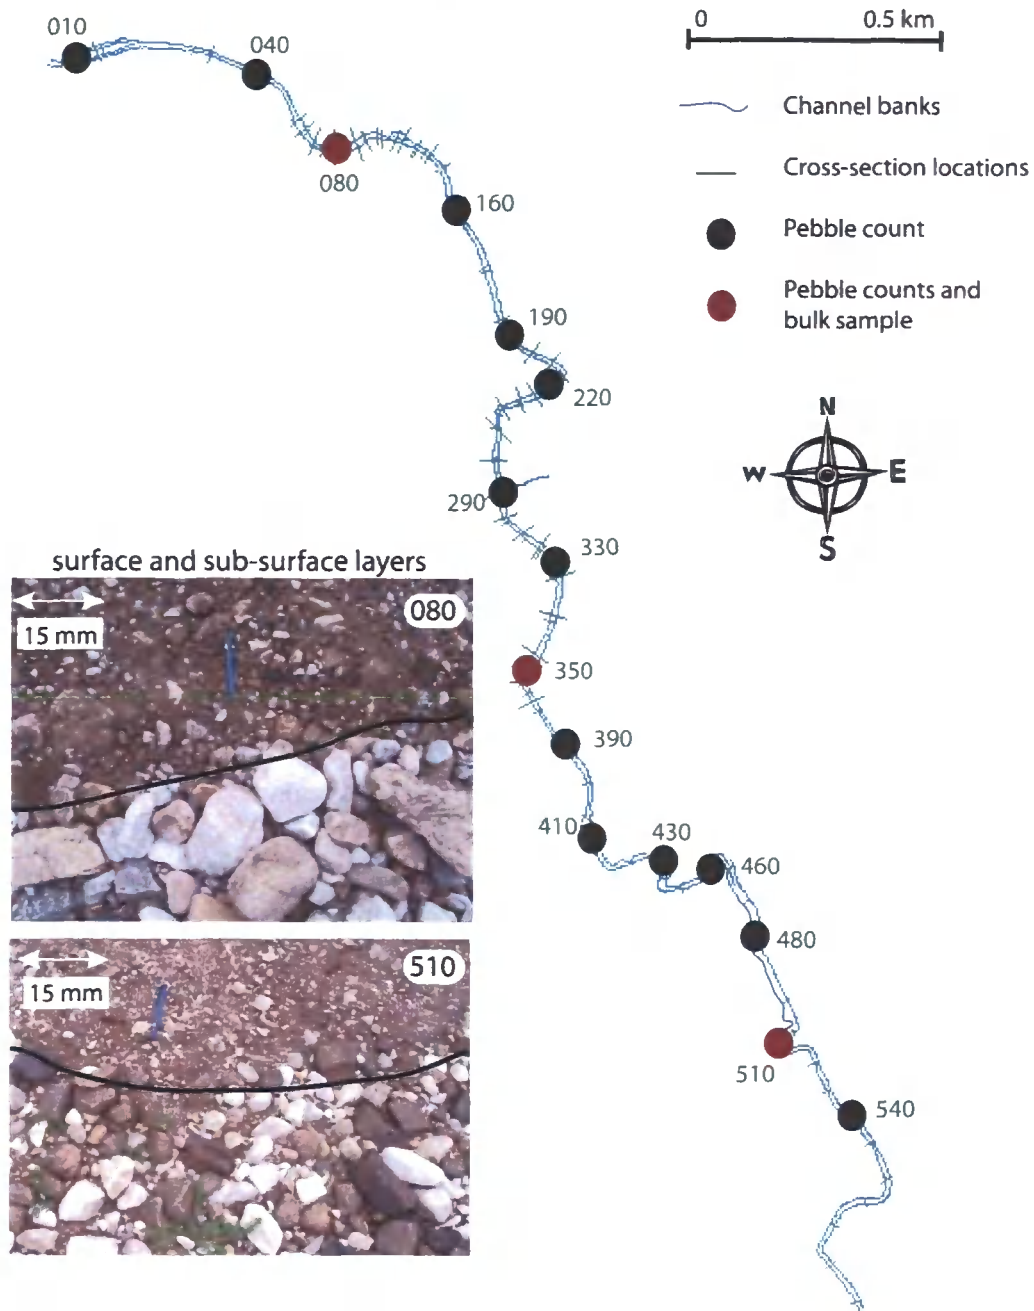 010
040
0
0.5 km
Channel banks
080
Cross-section locations
160
Pebble count
Pebble counts and
bulk sample
190
220
N
W
E
S
290
330
surface and sub-surface layers
080
15 mm
350
390
410
430
460
480
510
15 mm
510
540